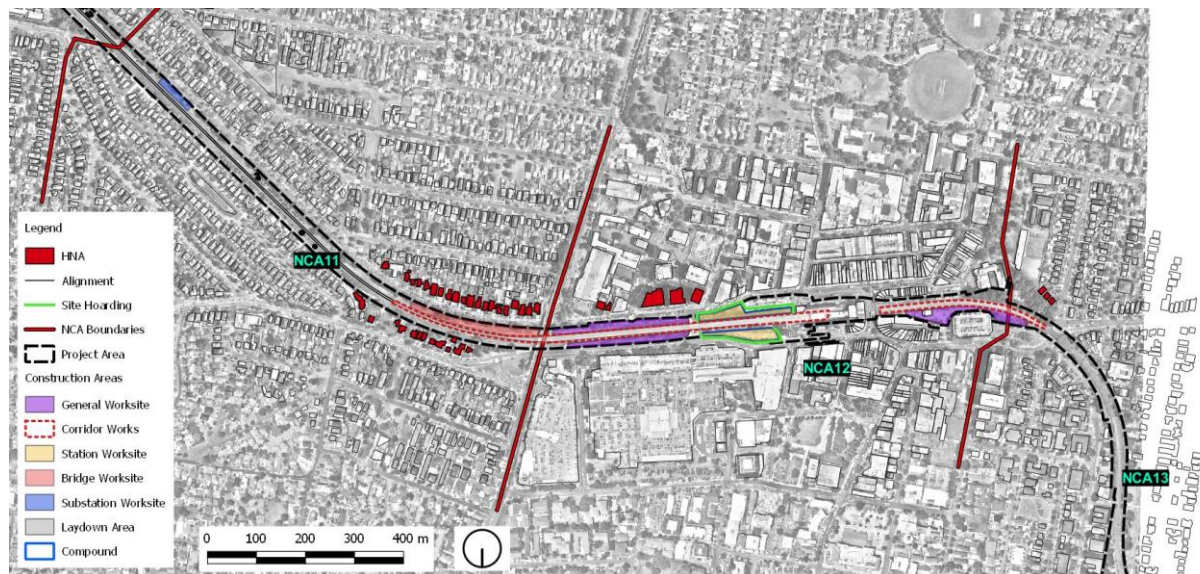 NCA11
NCA12
NCA13
Legend
HNA
Alignment
Site Hoarding
NCA Boundaries
Project Area
Construction Areas
General Worksite
Corridor Works
Station Worksite
Bridge Worksite
Substation Worksite
Laydown Area
Compound
0 100 200 300 400 m